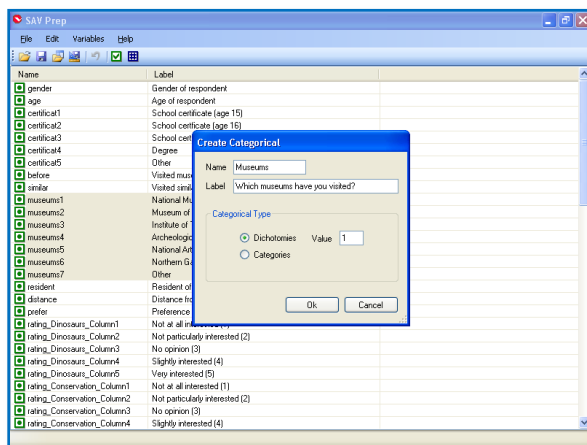 SAV Prep
File Edit Variables Help
Name Label
gender Gender of respondent
age Age of respondent
certificat1 School certificate (age 15)
certificat2 School certficate (age 16)
certificat3 School cert
certificat4 Degree
certificat5 Other
before Visited muse
similar Visited simila
museums1 National Mu
museums2 Museum of
museums3 Institute of T
museums4 Archeologic
museums5 National Art
museums6 Northern Ga
museums7 Other
resident Resident of
distance Distance fro
prefer Preference
rating_Dinosaurs_Column1 Not at all interested (1)
rating_Dinosaurs_Column2 Not particularly interested (2)
rating_Dinosaurs_Column3 No opinion (3)
rating_Dinosaurs_Column4 Slightly interested (4)
rating_Dinosaurs_Column5 Very interested (5)
rating_Conservation_Column1 Not at all interested (1)
rating_Conservation_Column2 Not particularly interested (2)
rating_Conservation_Column3 No opinion (3)
rating_Conservation_Column4 Slightly interested (4)
Create Categorical
Name Museums
Label Which museums have you visited?
Categorical Type
Dichotomies Value 1
Categories
Ok Cancel